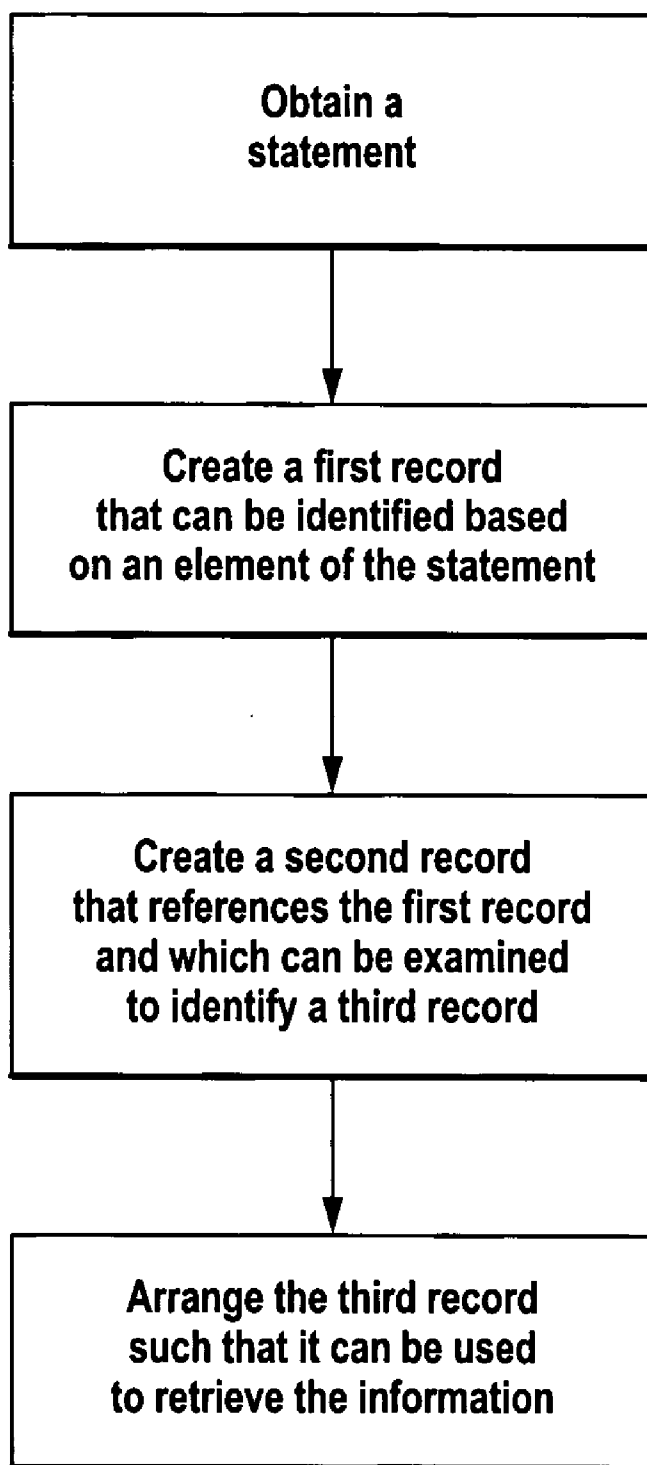 Obtain a
statement
Create a first record
that can be identified based
on an element of the statement
Create a second record
that references the first record
and which can be examined
to identify a third record
Arrange the third record
such that it can be used
to retrieve the information